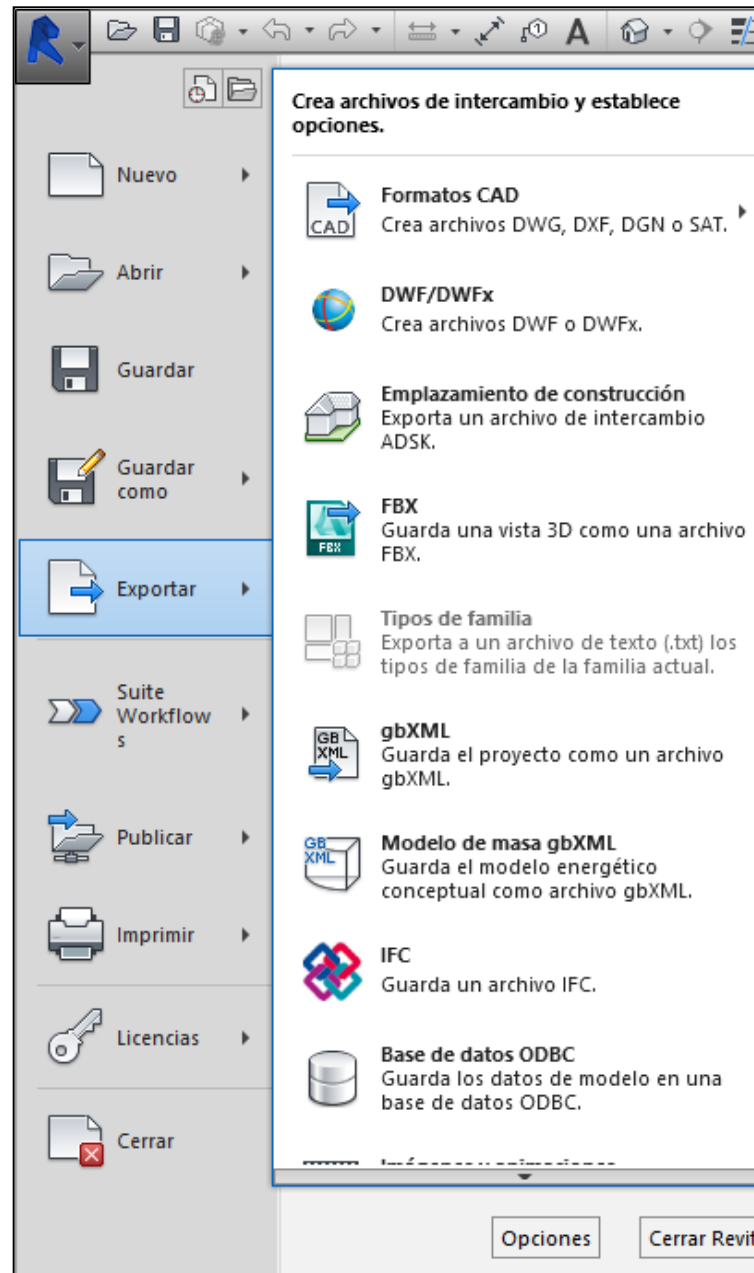 Crea archivos de intercambio y establece
opciones.
Nuevo
Abrir
Guardar
Guardar
como
Exportar
Suite
Workflow
s
Publicar
Imprimir
Licencias
Cerrar
CAD
Formatos CAD
Crea archivos DWG, DXF, DGN o SAT.
DWF/DWFx
Crea archivos DWF o DWFx.
Emplazamiento de construcción
Exporta un archivo de intercambio
ADSK.
FBX
FBX
Guarda una vista 3D como una archivo
FBX.
Tipos de familia
Exporta a un archivo de texto (.txt) los
tipos de familia de la familia actual.
GB
XML
gbXML
Guarda el proyecto como un archivo
gbXML.
GB
XML
Modelo de masa gbXML
Guarda el modelo energético
conceptual como archivo gbXML.
IFC
Guarda un archivo IFC.
Base de datos ODBC
Guarda los datos de modelo en una
base de datos ODBC.
Opciones
Cerrar Revit